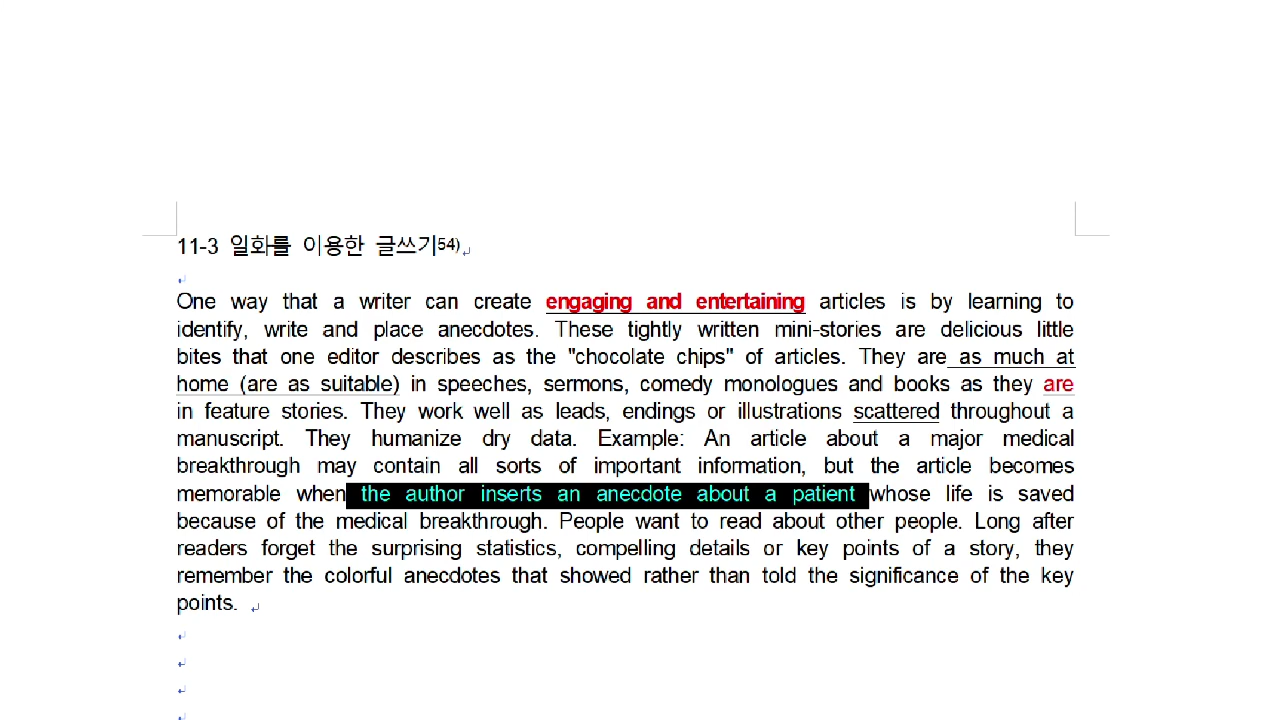 11-3 일화를 이용한 글쓰기54)
One way that a writer can create engaging and entertaining articles is by learning to
identify, write and place anecdotes. These tightly written mini-stories are delicious little
bites that one editor describes as the "chocolate chips" of articles. They are as much at
home (are as suitable) in speeches, sermons, comedy monologues and books as they are
in feature stories. They work well as leads, endings or illustrations scattered throughout a
manuscript. They humanize dry data. Example: An article about a major medical
breakthrough may contain all sorts of important information, but the article becomes
memorable when the author inserts an anecdote about a patient whose life is saved
because of the medical breakthrough. People want to read about other people. Long after
readers forget the surprising statistics, compelling details or key points of a story, they
remember the colorful anecdotes that showed rather than told the significance of the key
points.